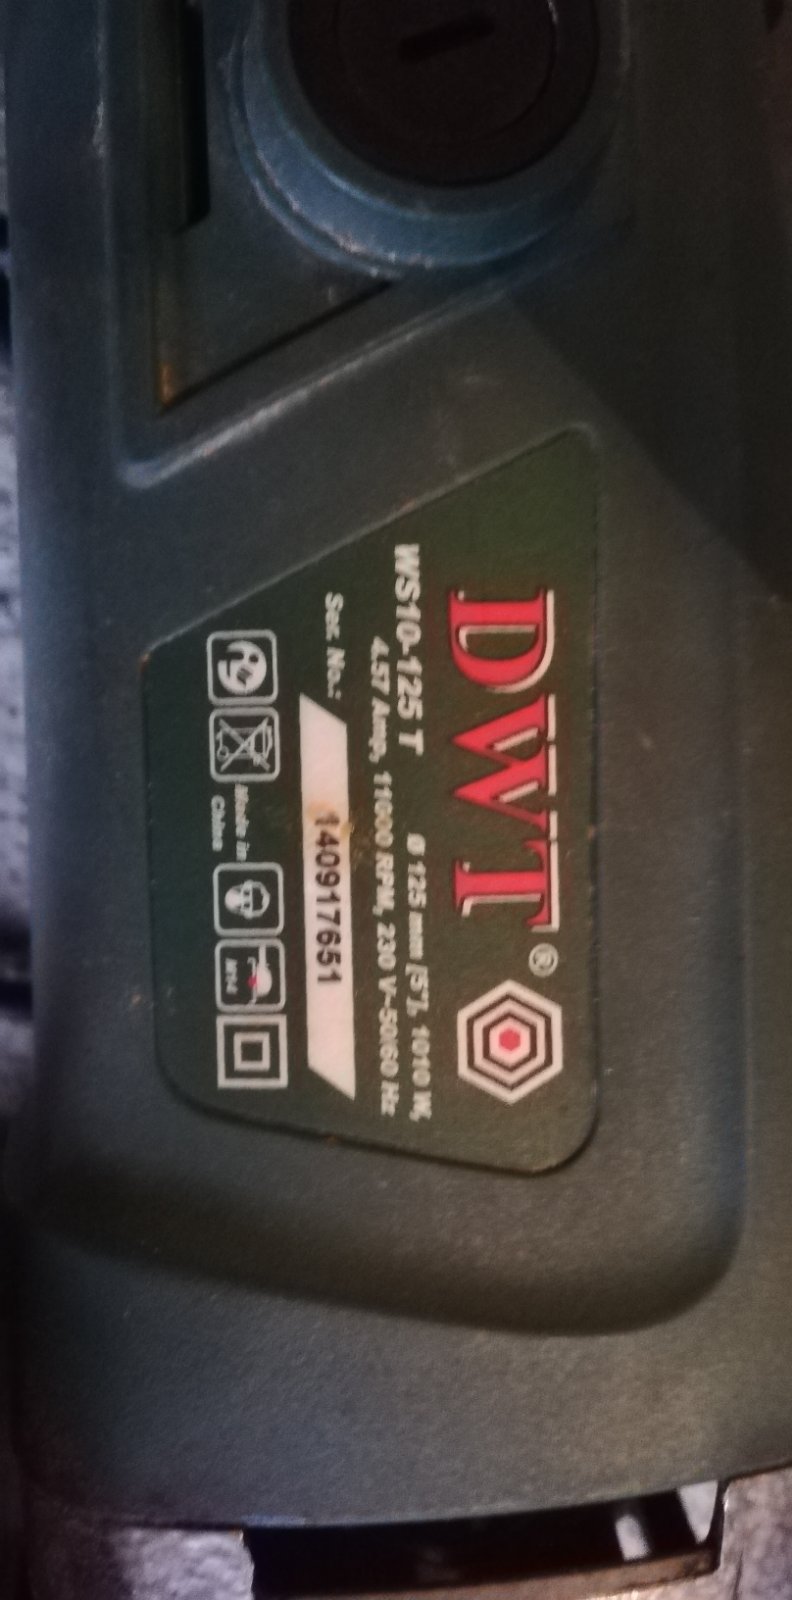 DWT®
WS10-125 T Ø 125 mm [5"], 1010 W,
4.57 Amp, 11000 RPM, 230 V~50/60 Hz
Ser. No.: 140917651
Made in
China
M14